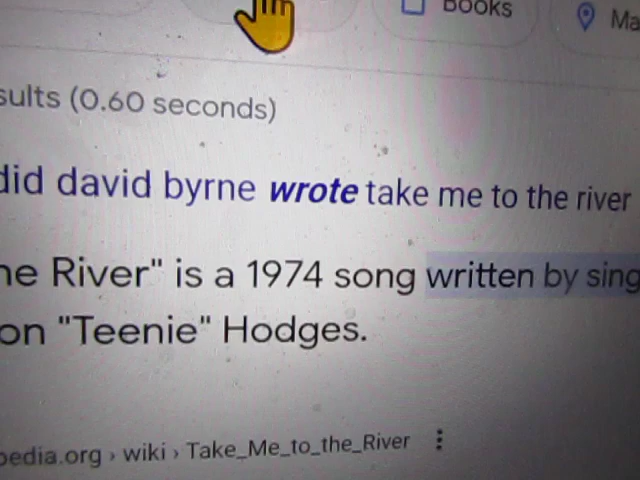 Books
Ma
sults (0.60 seconds)
did david byrne wrote take me to the river
ne River" is a 1974 song written by sing
on "Teenie" Hodges.
pedia.org › wiki › Take_Me_to_the_River